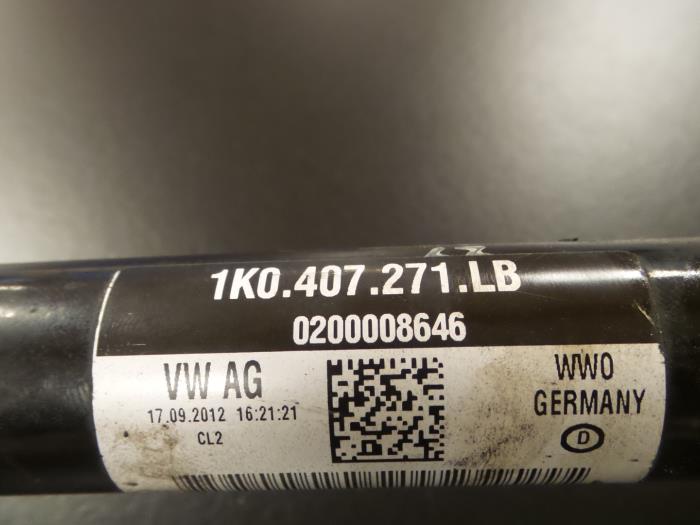 1K0.407.271.LB
0200008646
VW AG
17.09.2012 16:21:21
CL2
WWO
GERMANY
D